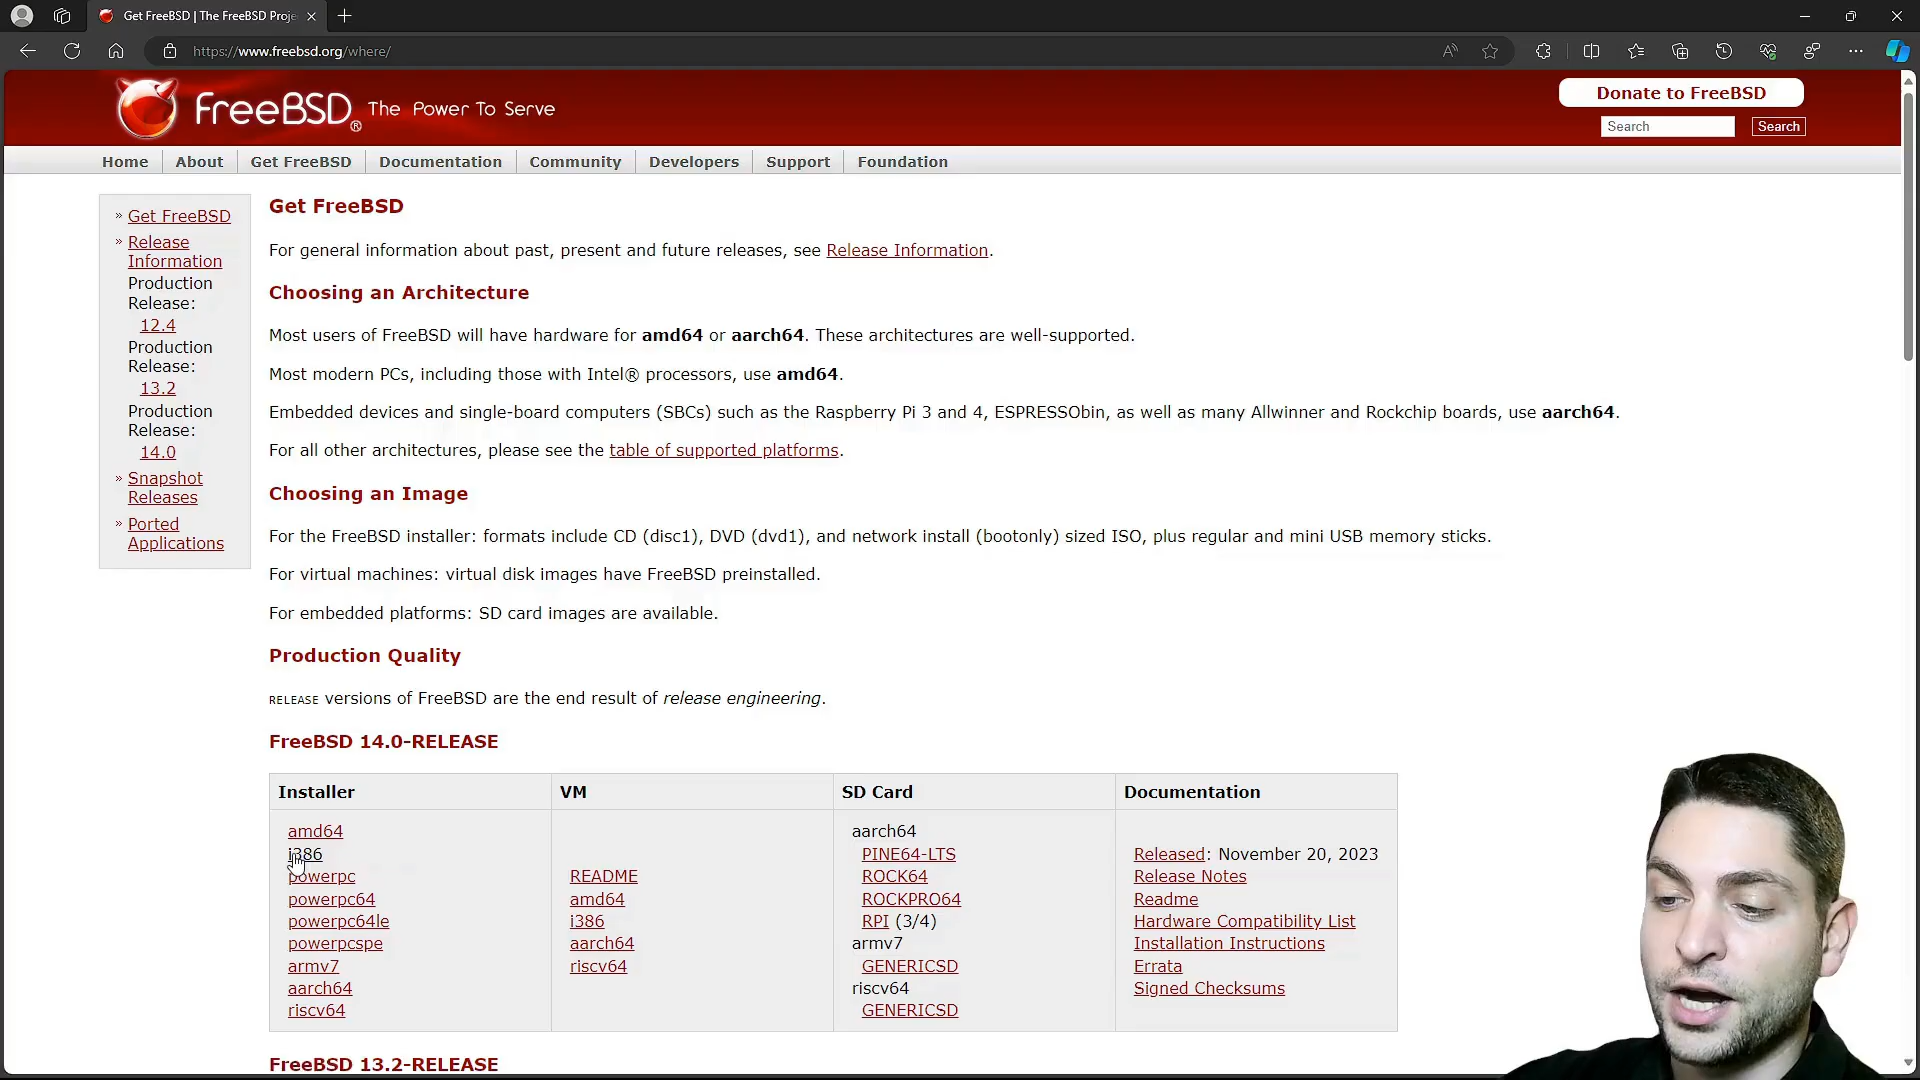 Get FreeBSD | The FreeBSD Proje
https://www.freebsd.org/where/
FreeBSD® The Power To Serve
Donate to FreeBSD
Search
Search
Home
About
Get FreeBSD
Documentation
Community
Developers
Support
Foundation
» Get FreeBSD
» Release
Information
Production
Release:
12.4
Production
Release:
13.2
Production
Release:
14.0
» Snapshot
Releases
» Ported
Applications
Get FreeBSD
For general information about past, present and future releases, see Release Information.
Choosing an Architecture
Most users of FreeBSD will have hardware for amd64 or aarch64. These architectures are well-supported.
Most modern PCs, including those with Intel® processors, use amd64.
Embedded devices and single-board computers (SBCs) such as the Raspberry Pi 3 and 4, ESPRESSObin, as well as many Allwinner and Rockchip boards, use aarch64.
For all other architectures, please see the table of supported platforms.
Choosing an Image
For the FreeBSD installer: formats include CD (disc1), DVD (dvd1), and network install (bootonly) sized ISO, plus regular and mini USB memory sticks.
For virtual machines: virtual disk images have FreeBSD preinstalled.
For embedded platforms: SD card images are available.
Production Quality
RELEASE versions of FreeBSD are the end result of release engineering.
FreeBSD 14.0-RELEASE
Installer
amd64
i386
powerpc
powerpc64
powerpc64le
powerpcspe
armv7
aarch64
riscv64
VM
README
amd64
i386
aarch64
riscv64
SD Card
aarch64
PINE64-LTS
ROCK64
ROCKPRO64
RPI (3/4)
armv7
GENERICSD
riscv64
GENERICSD
Documentation
Released: November 20, 2023
Release Notes
Readme
Hardware Compatibility List
Installation Instructions
Errata
Signed Checksums
FreeBSD 13.2-RELEASE